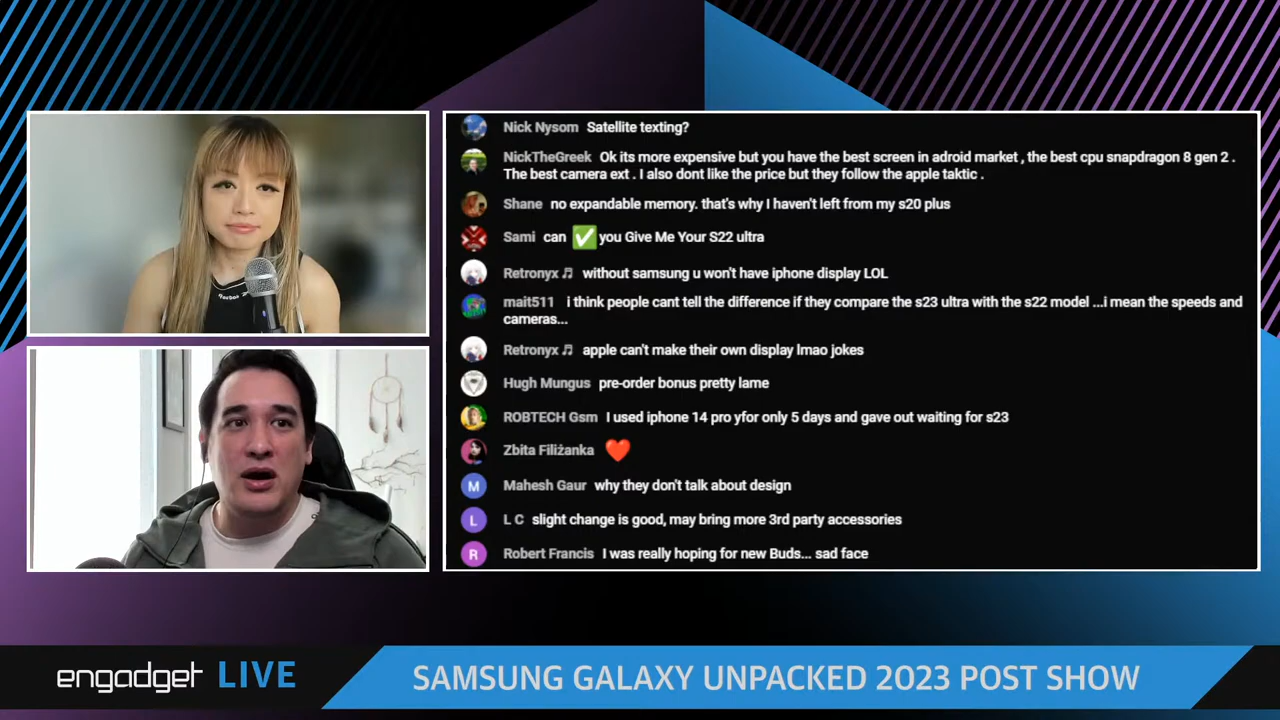 Nick Nysom Satellite texting?
NickTheGreek Ok its more expensive but you have the best screen in adroid market , the best cpu snapdragon 8 gen 2 .
The best camera ext . I also dont like the price but they follow the apple taktic .
Shane no expandable memory. that's why I haven't left from my s20 plus
Sami can ✅ you Give Me Your S22 ultra
Retronyx ♫ without samsung u won't have iphone display LOL
mait511 i think people cant tell the difference if they compare the s23 ultra with the s22 model ...i mean the speeds and
cameras...
Retronyx ♫ apple can't make their own display lmao jokes
Hugh Mungus pre-order bonus pretty lame
ROBTECH Gsm I used iphone 14 pro yfor only 5 days and gave out waiting for s23
Zbita Filiżanka ❤️
M Mahesh Gaur why they don't talk about design
L L C slight change is good, may bring more 3rd party accessories
R Robert Francis I was really hoping for new Buds... sad face
engadget LIVE
SAMSUNG GALAXY UNPACKED 2023 POST SHOW